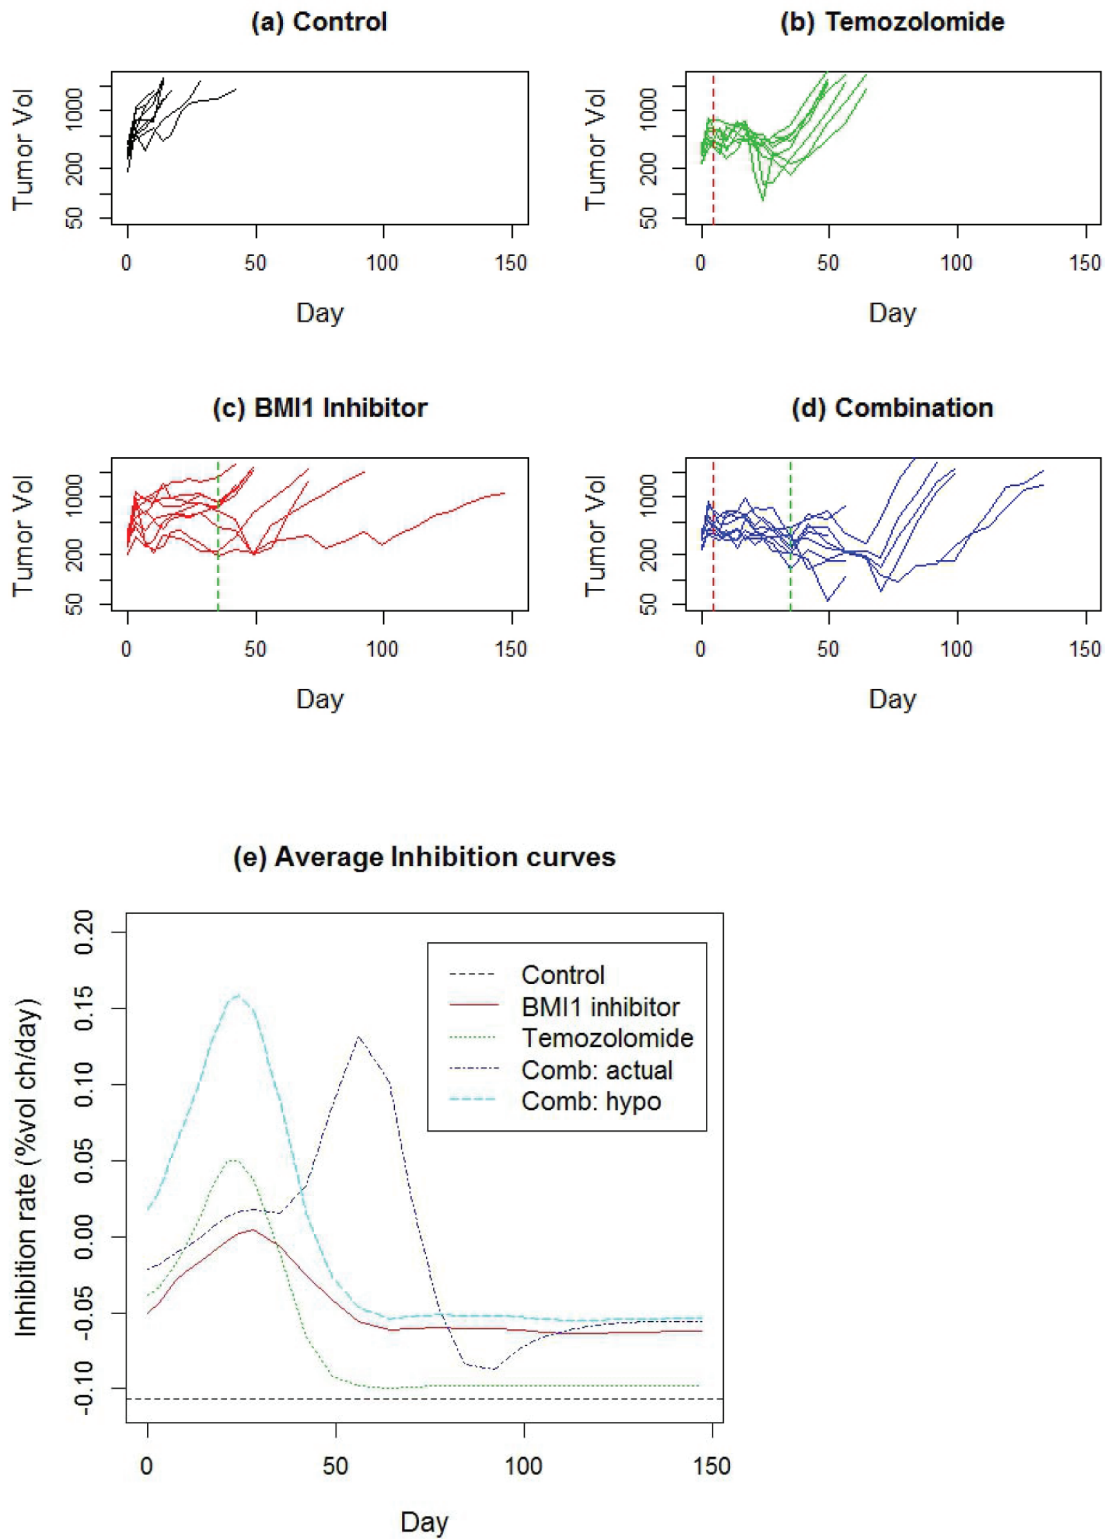 (a) Control
(b) Temozolomide
Tumor Vol
50 200 1000
0 50 100 150
Day
Tumor Vol
50 200 1000
0 50 100 150
Day
(c) BMI1 Inhibitor
(d) Combination
Tumor Vol
50 200 1000
0 50 100 150
Day
Tumor Vol
50 200 1000
0 50 100 150
Day
(e) Average Inhibition curves
Inhibition rate (%vol ch/day)
-0.10 -0.05 0.00 0.05 0.10 0.15 0.20
Control
BMI1 inhibitor
Temozolomide
Comb: actual
Comb: hypo
0 50 100 150
Day